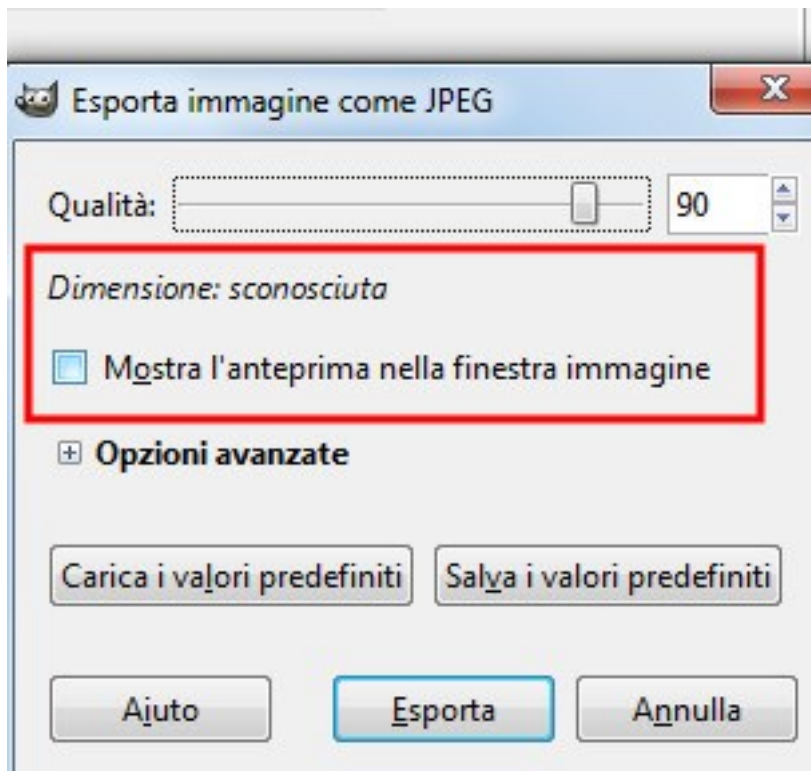 Esporta immagine come JPEG
Qualità: 90
Dimensione: sconosciuta
Mostra l'anteprima nella finestra immagine
Opzioni avanzate
Carica i valori predefiniti Salva i valori predefiniti
Aiuto Esporta Annulla